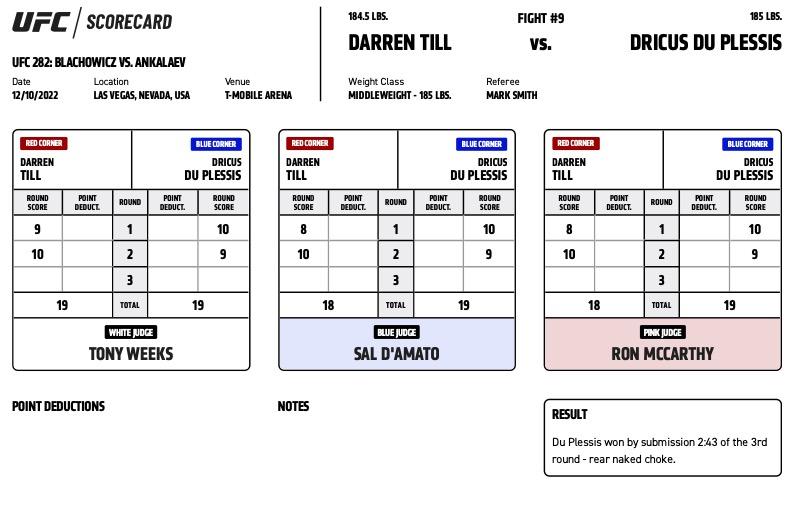 UFC SCORECARD
UFC 282: BLACHOWICZ VS. ANKALAEV
Date Location Venue
12/10/2022 LAS VEGAS, NEVADA, USA T-MOBILE ARENA
184.5 LBS. FIGHT #9 185 LBS.
DARREN TILL vs. DRICUS DU PLESSIS
Weight Class Referee
MIDDLEWEIGHT - 185 LBS. MARK SMITH
RED CORNER BLUE CORNER
DARREN DRICUS
TILL DU PLESSIS
ROUND SCORE POINT DEDUCT. ROUND POINT DEDUCT. ROUND SCORE
9 1 10
10 2 9
3
19 TOTAL 19
WHITE JUDGE
TONY WEEKS
RED CORNER BLUE CORNER
DARREN DRICUS
TILL DU PLESSIS
ROUND SCORE POINT DEDUCT. ROUND POINT DEDUCT. ROUND SCORE
8 1 10
10 2 9
3
18 TOTAL 19
BLUE JUDGE
SAL D'AMATO
RED CORNER BLUE CORNER
DARREN DRICUS
TILL DU PLESSIS
ROUND SCORE POINT DEDUCT. ROUND POINT DEDUCT. ROUND SCORE
8 1 10
10 2 9
3
18 TOTAL 19
PINK JUDGE
RON MCCARTHY
POINT DEDUCTIONS
NOTES
RESULT
Du Plessis won by submission 2:43 of the 3rd
round - rear naked choke.